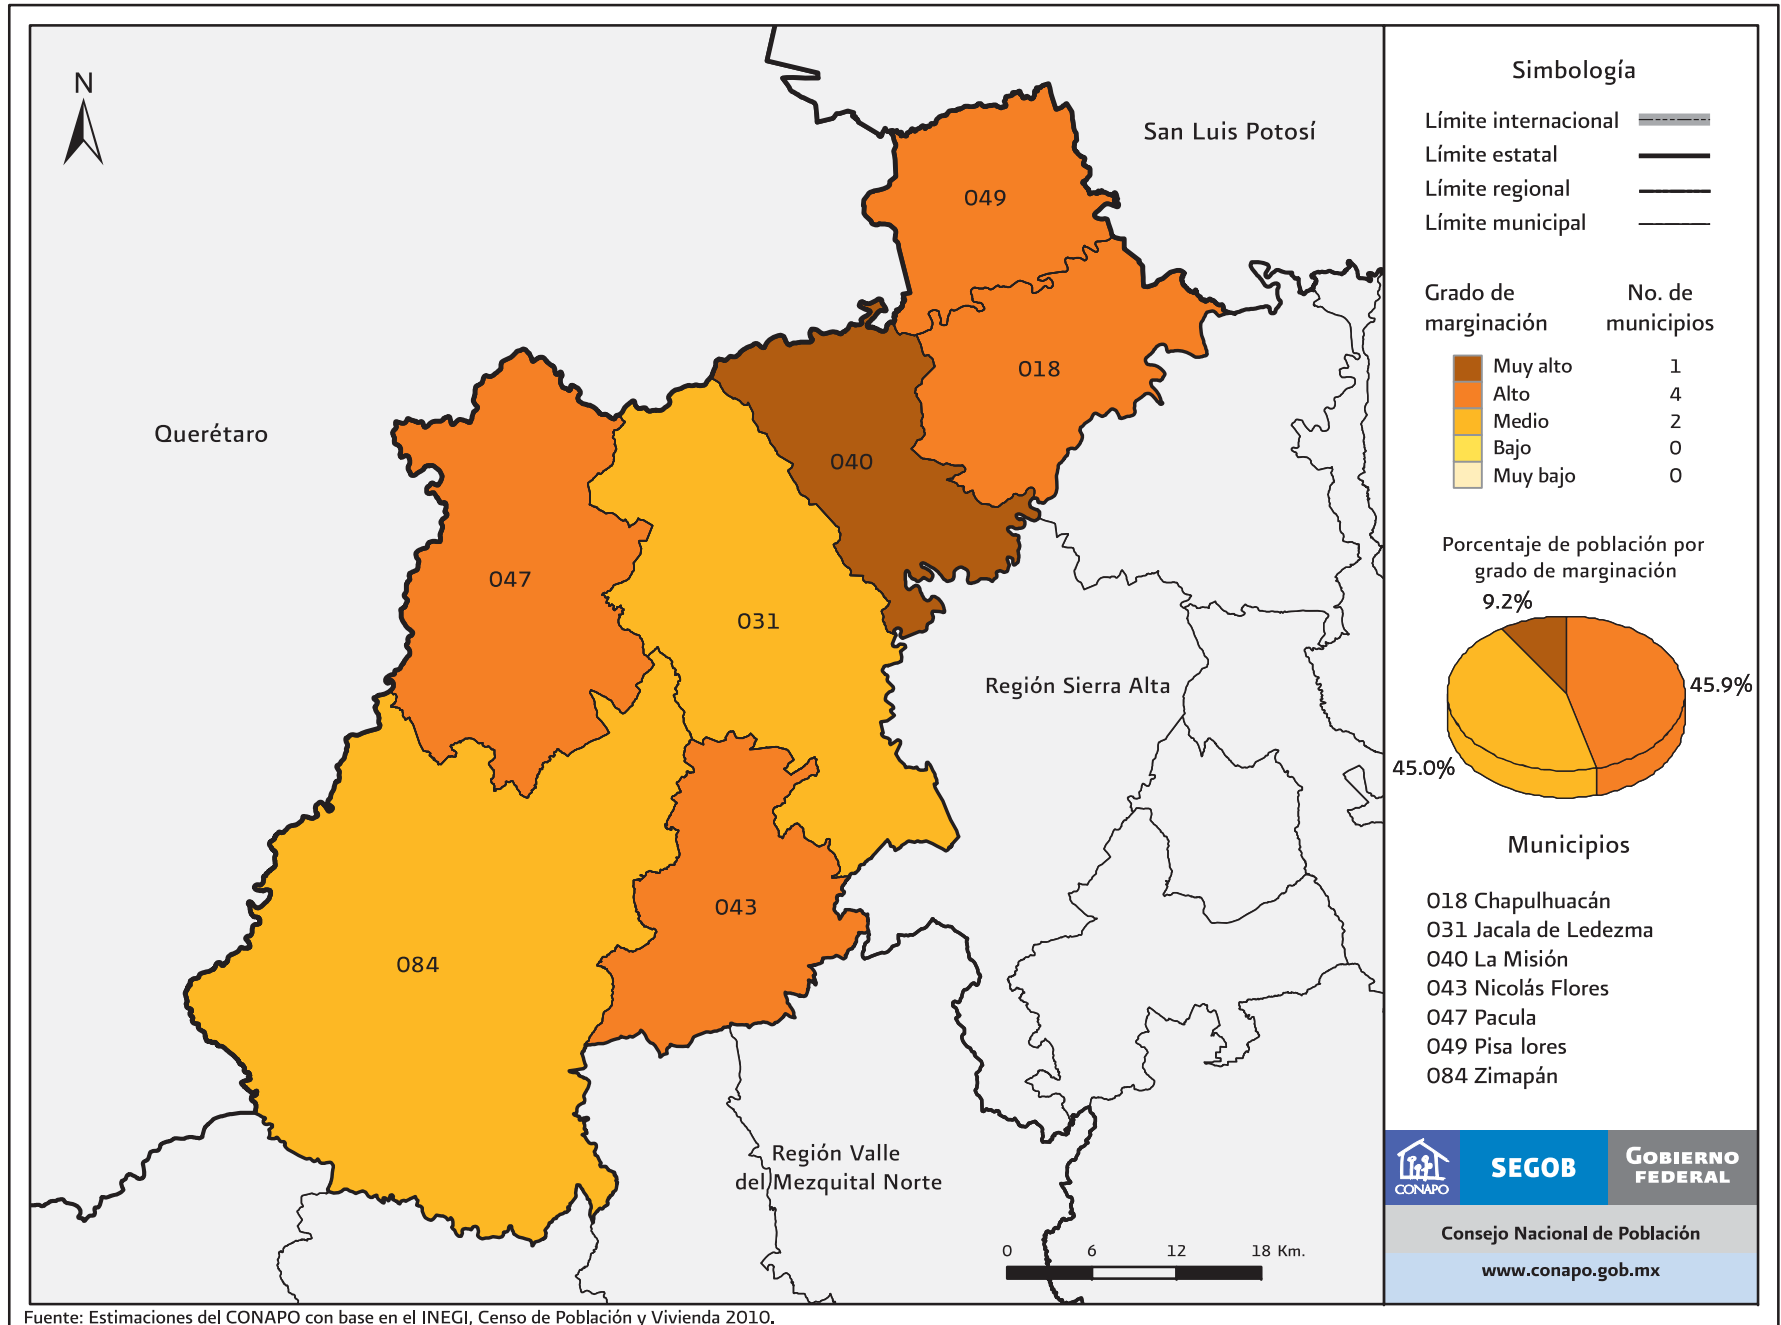 N
San Luis Potosí
049
018
Querétaro
040
047
031
Región Sierra Alta
043
084
Región Valle
del Mezquital Norte
0 6 12 18 Km.
Simbología
Límite internacional
Límite estatal
Límite regional
Límite municipal
Grado de marginación No. de municipios
Muy alto 1
Alto 4
Medio 2
Bajo 0
Muy bajo 0
Porcentaje de población por
grado de marginación
9.2%
45.9%
45.0%
Municipios
018 Chapulhuacán
031 Jacala de Ledezma
040 La Misión
043 Nicolás Flores
047 Pacula
049 Pisa lores
084 Zimapán
CONAPO
SEGOB
GOBIERNO
FEDERAL
Consejo Nacional de Población
www.conapo.gob.mx
Fuente: Estimaciones del CONAPO con base en el INEGI, Censo de Población y Vivienda 2010.